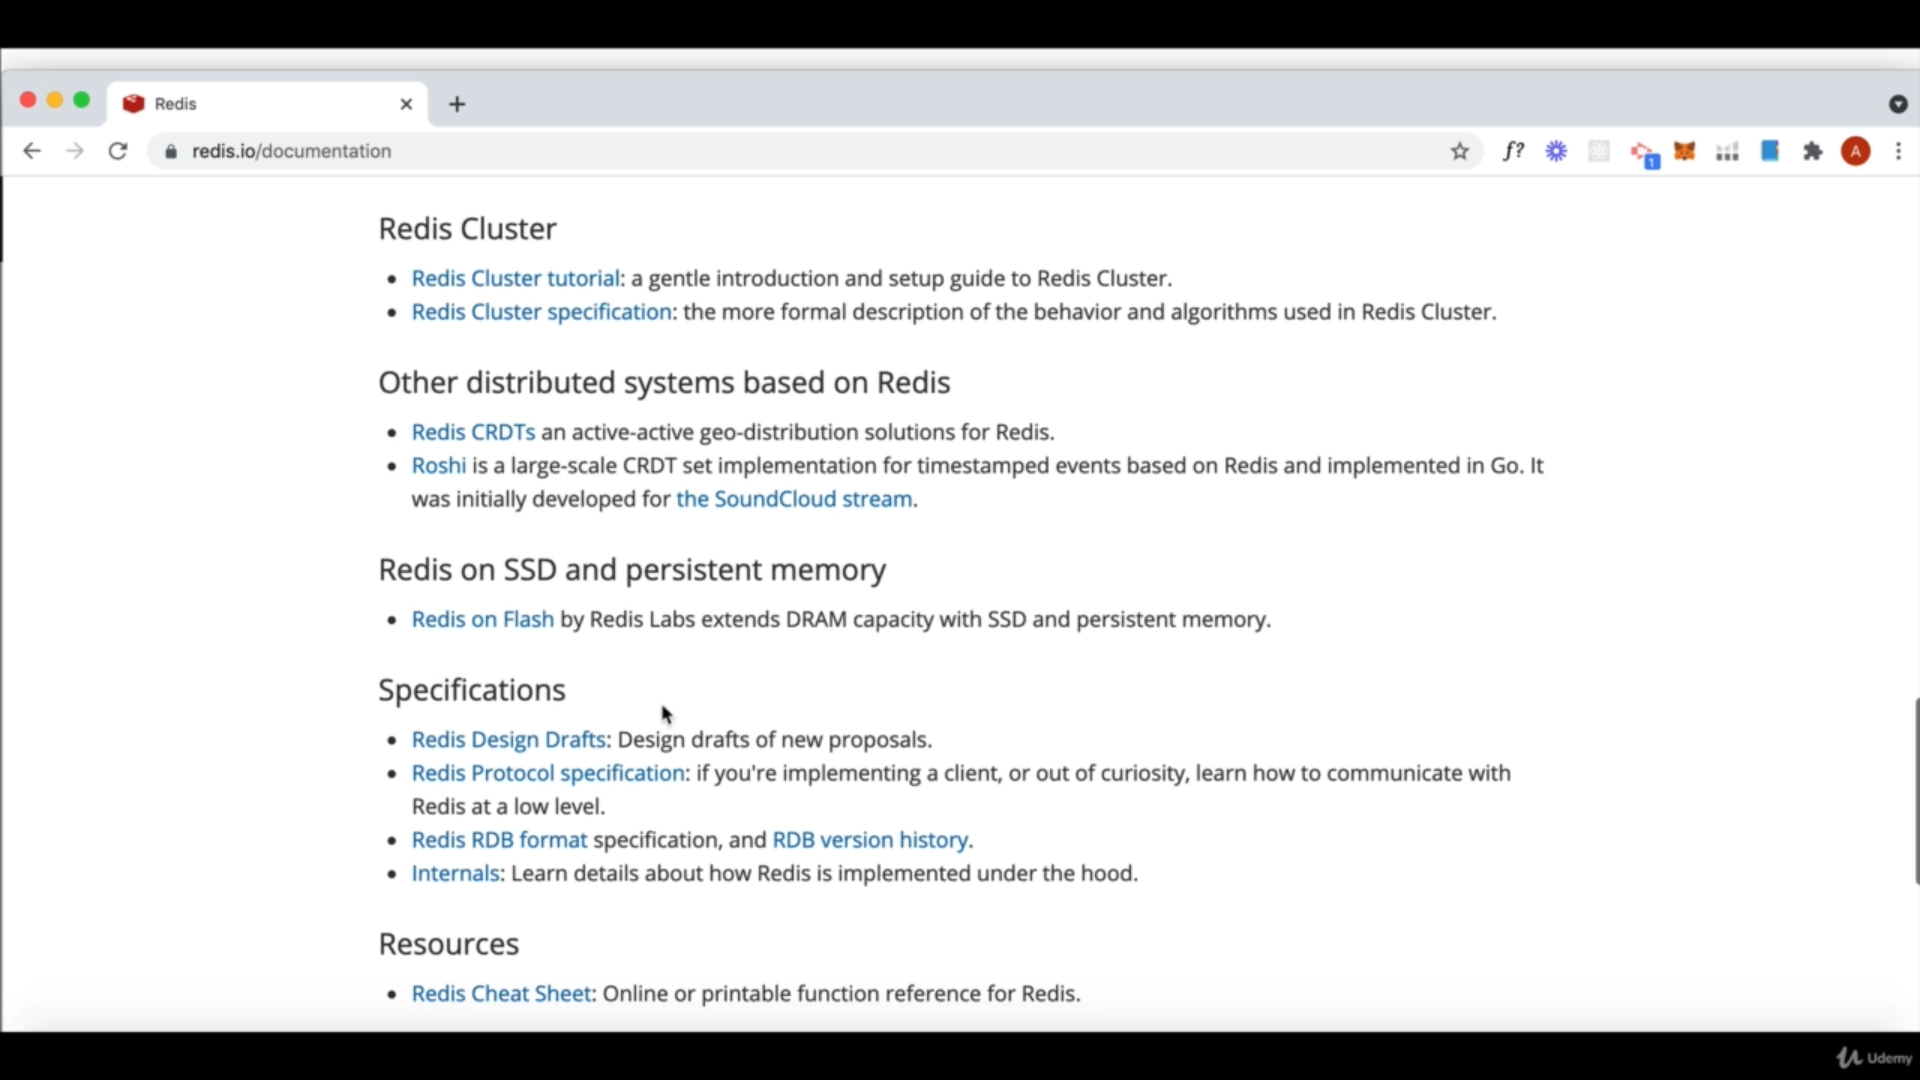 Redis
redis.io/documentation
f?
1
A
Redis Cluster
Redis Cluster tutorial: a gentle introduction and setup guide to Redis Cluster.
Redis Cluster specification: the more formal description of the behavior and algorithms used in Redis Cluster.
Other distributed systems based on Redis
Redis CRDTs an active-active geo-distribution solutions for Redis.
Roshi is a large-scale CRDT set implementation for timestamped events based on Redis and implemented in Go. It
was initially developed for the SoundCloud stream.
Redis on SSD and persistent memory
Redis on Flash by Redis Labs extends DRAM capacity with SSD and persistent memory.
Specifications
Redis Design Drafts: Design drafts of new proposals.
Redis Protocol specification: if you're implementing a client, or out of curiosity, learn how to communicate with
Redis at a low level.
Redis RDB format specification, and RDB version history.
Internals: Learn details about how Redis is implemented under the hood.
Resources
Redis Cheat Sheet: Online or printable function reference for Redis.
Udemy